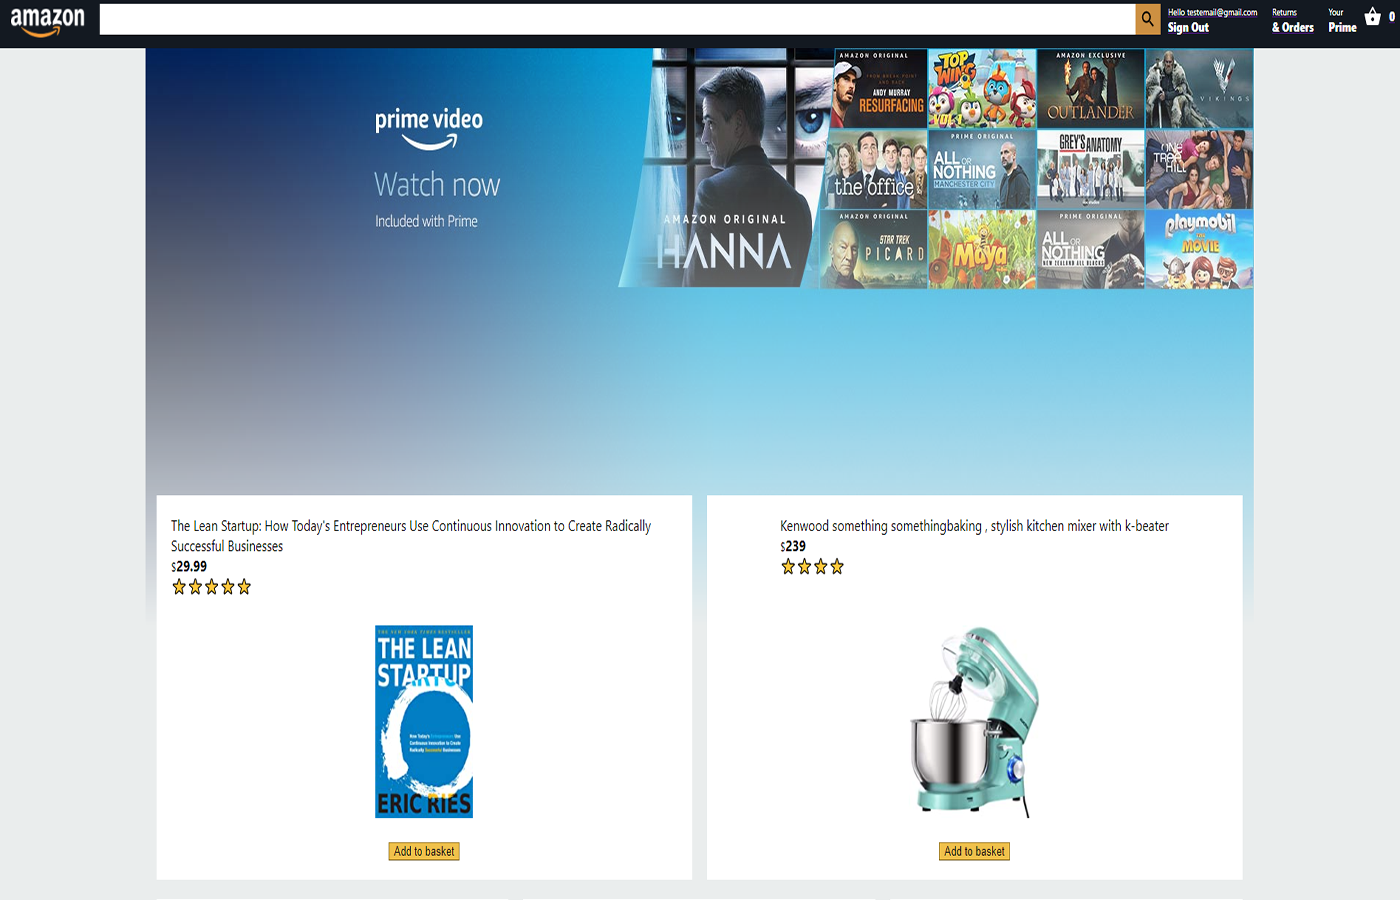 amazon
Hello testemail@gmail.com
Sign Out
Returns
& Orders
Your
Prime
0
prime video
Watch now
Included with Prime
AMAZON ORIGINAL
HANNA
AMAZON ORIGINAL
FROM BREAK POINT
AND BACK
ANDY MURRAY
RESURFACING
TOP
WING
VOL 1
AMAZON EXCLUSIVE
OUTLANDER
VIKINGS
the office
PRIME ORIGINAL
ALL OR
NOTHING
MANCHESTER CITY
GREY'S ANATOMY
ONE
TREE
HILL
AMAZON ORIGINAL
STAR TREK
PICARD
Maya
PRIME ORIGINAL
ALL OR
NOTHING
NEW ZEALAND ALL BLACKS
playmobil
THE
MOVIE
The Lean Startup: How Today's Entrepreneurs Use Continuous Innovation to Create Radically
Successful Businesses
$29.99
THE NEW YORK TIMES BESTSELLER
THE LEAN
STARTUP
How Today's Entrepreneurs Use
Continuous Innovation to Create
Radically Successful Businesses
ERIC RIES
Add to basket
Kenwood something somethingbaking , stylish kitchen mixer with k-beater
$239
Add to basket